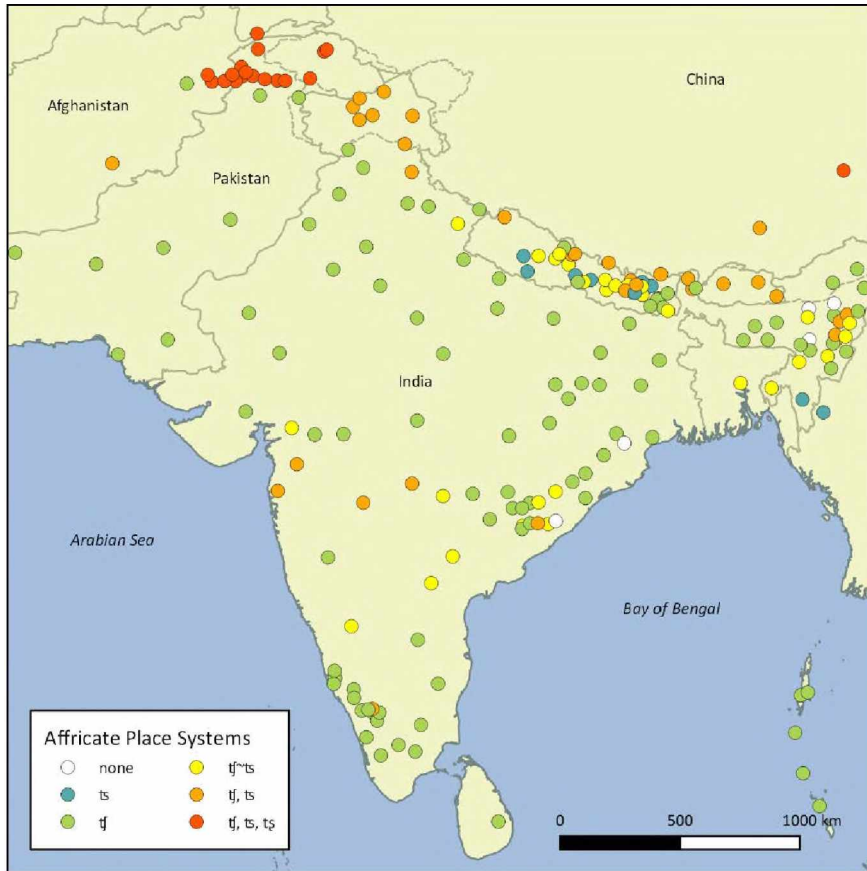 China
Afghanistan
Pakistan
India
Arabian Sea
Bay of Bengal
Affricate Place Systems
none
tʃ~ts
ts
tʃ, ts
tʃ
tʃ, ts, tʂ
0 500 1000 km